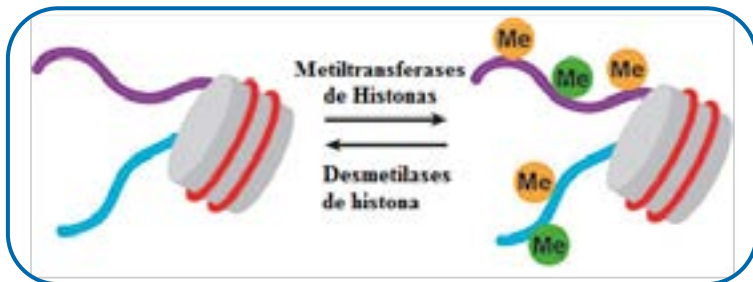 Metiltransferases
de Histonas
Desmetilases
de histona
Me
Me
Me
Me
Me